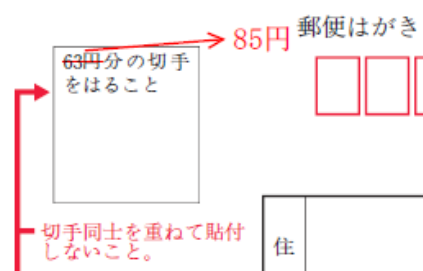 郵便はがき
85円
63円分の切手
をはること
切手同士を重ねて貼付
しないこと。
住